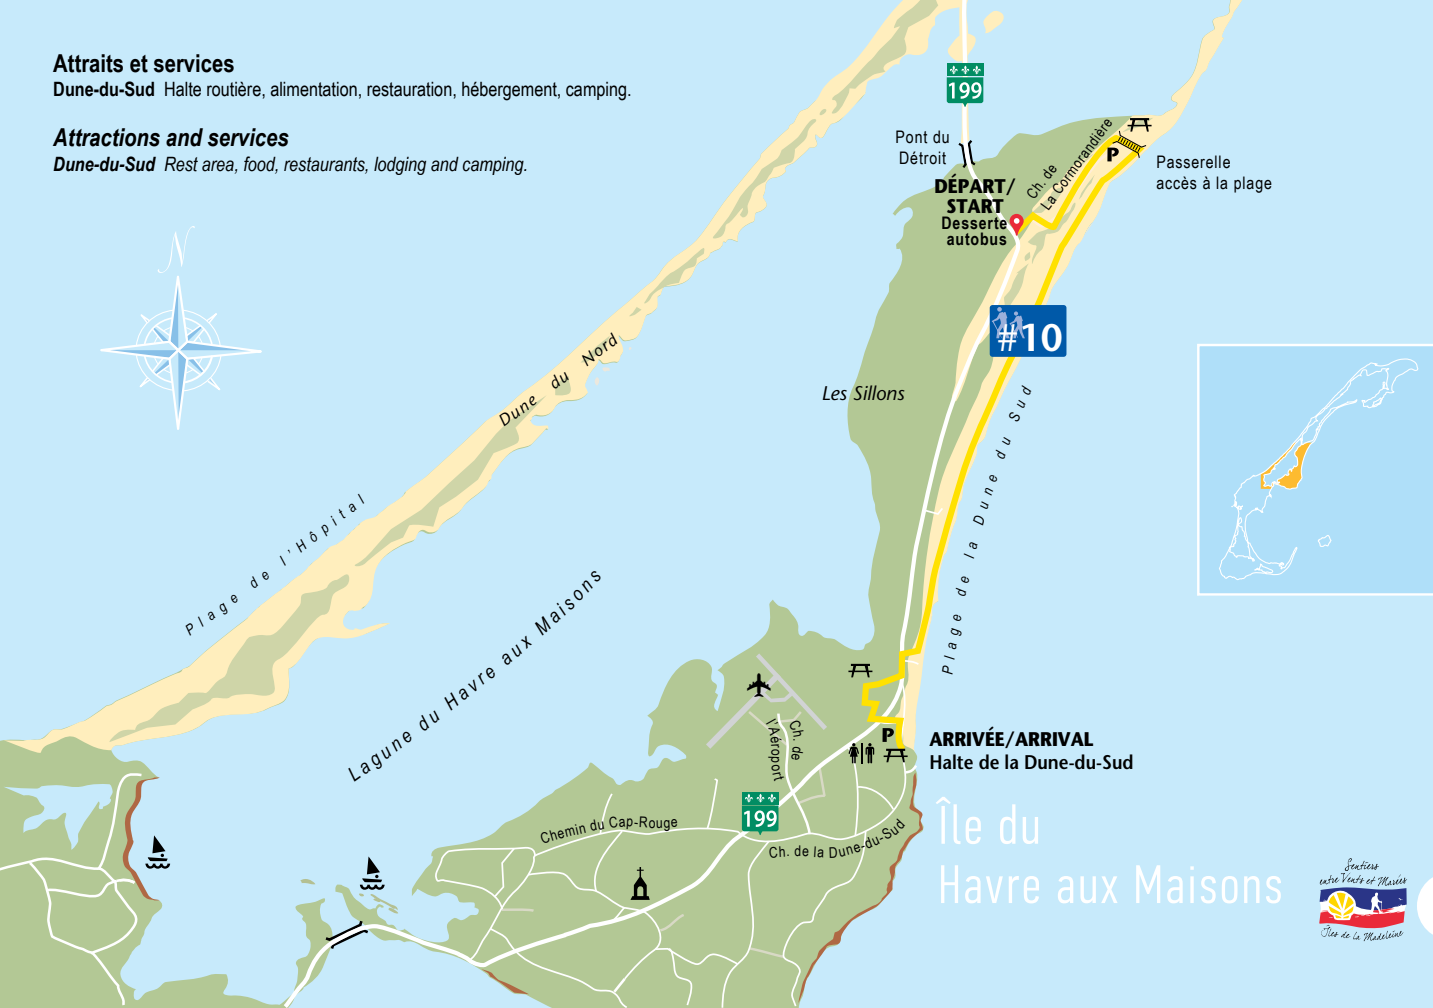 Attraits et services
Dune-du-Sud Halte routière, alimentation, restauration, hébergement, camping.
Attractions and services
Dune-du-Sud Rest area, food, restaurants, lodging and camping.
N
199
Pont du
Détroit
Ch. de
La Cormorandière
P
Passerelle
accès à la plage
DÉPART/
START
Desserte
autobus
#10
Dune du Nord
Les Sillons
Plage de la Dune du Sud
Plage de l'Hôpital
Lagune du Havre aux Maisons
Ch. de
l'Aéroport
P
ARRIVÉE/ARRIVAL
Halte de la Dune-du-Sud
199
Chemin du Cap-Rouge
Ch. de la Dune-du-Sud
Île du
Havre aux Maisons
Sentiers
entre Vents et Marées
Îles de la Madeleine